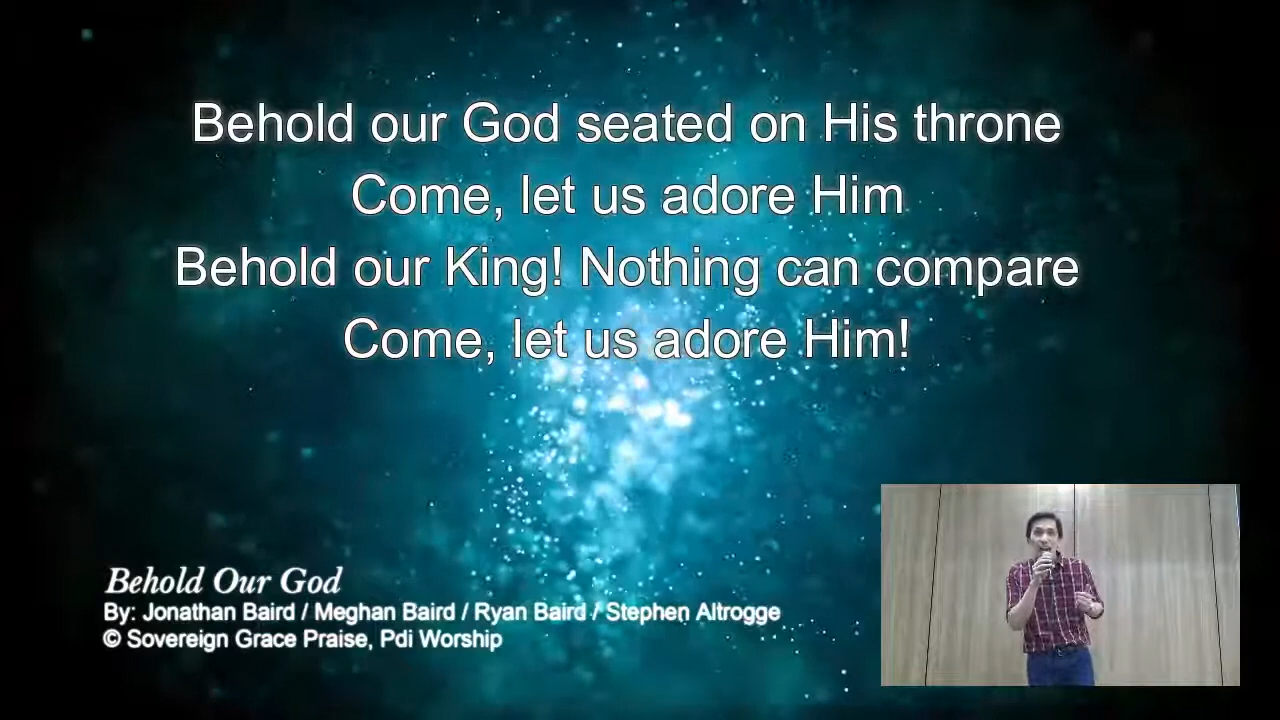 Behold our God seated on His throne
Come, let us adore Him
Behold our King! Nothing can compare
Come, let us adore Him!
Behold Our God
By: Jonathan Baird / Meghan Baird / Ryan Baird / Stephen Altrogge
© Sovereign Grace Praise, Pdi Worship